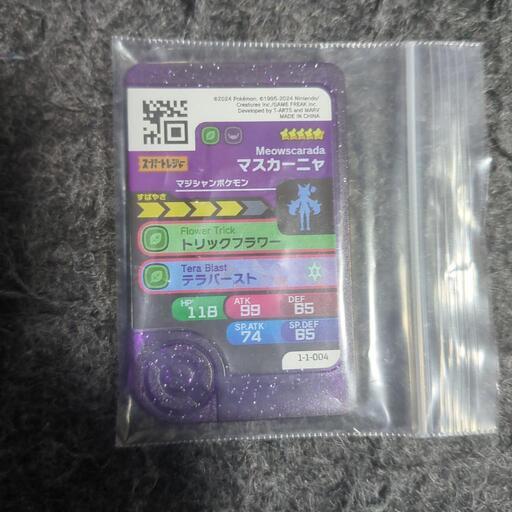 ©2024 Pokémon. ©1995-2024 Nintendo/
Creatures Inc./GAME FREAK inc.
Developed by T-ARTS and MARV
MADE IN CHINA
Meowscarada
スーパートレジャー
マスカーニャ
マジシャンポケモン
すばやさ
Flower Trick
トリックフラワー
Tera Blast
テラバースト
HP ATK DEF
118 99 65
SP.ATK SP.DEF
74 65
1-1-004